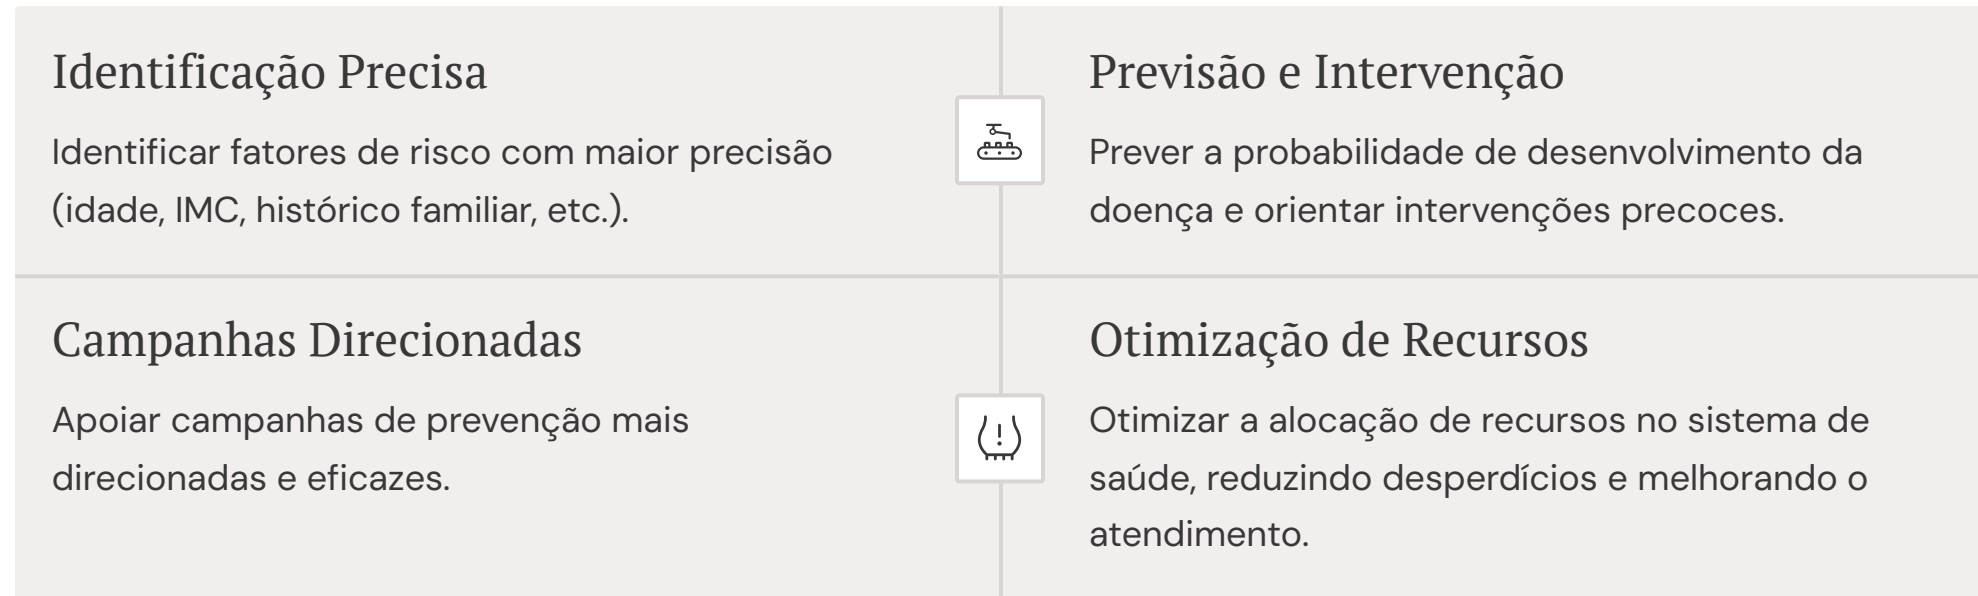 Identificação Precisa
Identificar fatores de risco com maior precisão
(idade, IMC, histórico familiar, etc.).
Previsão e Intervenção
Prever a probabilidade de desenvolvimento da
doença e orientar intervenções precoces.
Campanhas Direcionadas
Apoiar campanhas de prevenção mais
direcionadas e eficazes.
Otimização de Recursos
Otimizar a alocação de recursos no sistema de
saúde, reduzindo desperdícios e melhorando o
atendimento.